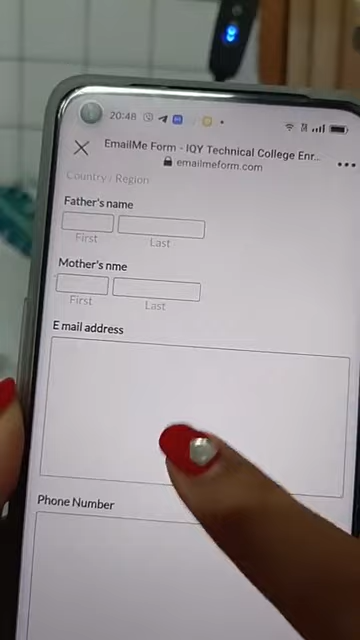 20:48
EmailMe Form - IQY Technical College Enr...
emailmeform.com
Country / Region
Father's name
First Last
Mother's nme
First Last
E mail address
Phone Number